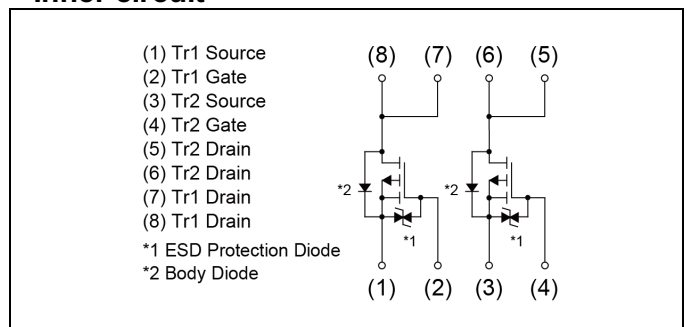 Inner circuit
(1) Tr1 Source
(2) Tr1 Gate
(3) Tr2 Source
(4) Tr2 Gate
(5) Tr2 Drain
(6) Tr2 Drain
(7) Tr1 Drain
(8) Tr1 Drain
*1 ESD Protection Diode
*2 Body Diode
(8) (7) (6) (5)
*2 *2
*1 *1
(1) (2) (3) (4)